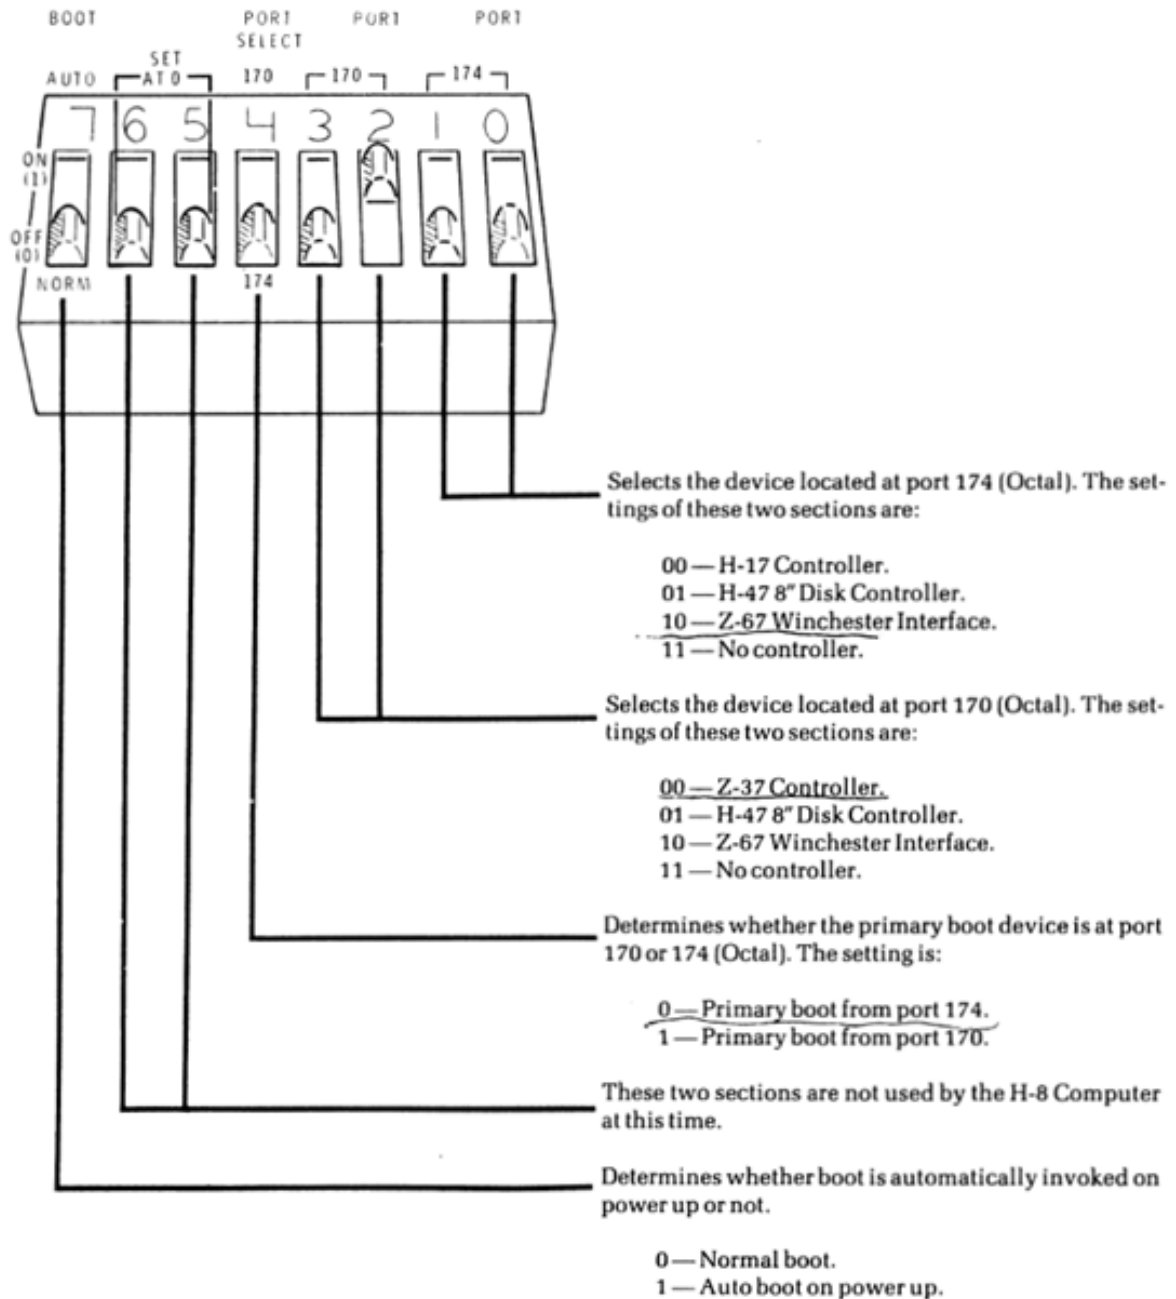 BOOT PORT SELECT PORT PORT
AUTO SET AT 0 170 170 174
7 6 5 4 3 2 1 0
ON (1)
OFF (0)
NORM 174
Selects the device located at port 174 (Octal). The set-
tings of these two sections are:
00 — H-17 Controller.
01 — H-47 8" Disk Controller.
10 — Z-67 Winchester Interface.
11 — No controller.
Selects the device located at port 170 (Octal). The set-
tings of these two sections are:
00 — Z-37 Controller.
01 — H-47 8" Disk Controller.
10 — Z-67 Winchester Interface.
11 — No controller.
Determines whether the primary boot device is at port
170 or 174 (Octal). The setting is:
0 — Primary boot from port 174.
1 — Primary boot from port 170.
These two sections are not used by the H-8 Computer
at this time.
Determines whether boot is automatically invoked on
power up or not.
0 — Normal boot.
1 — Auto boot on power up.